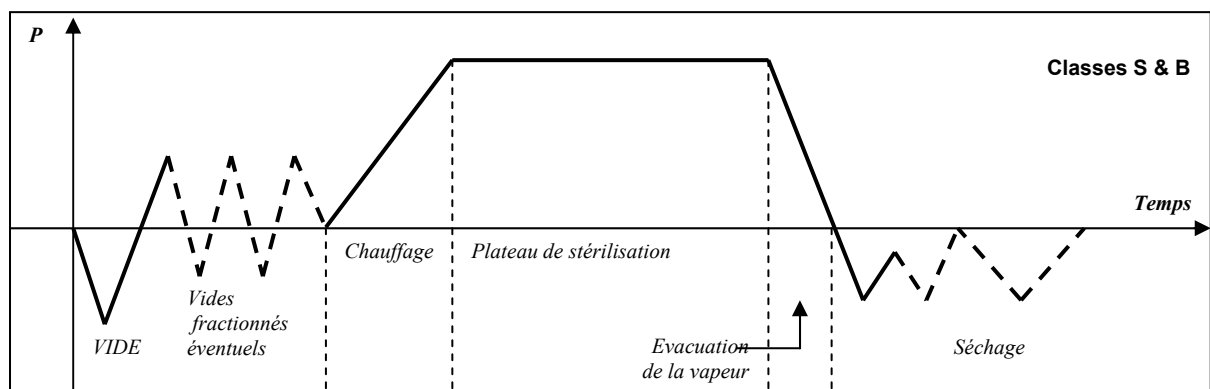 P
Classes S & B
Temps
Chauffage
Plateau de stérilisation
VIDE
Vides
fractionnés
éventuels
Evacuation
de la vapeur
Séchage